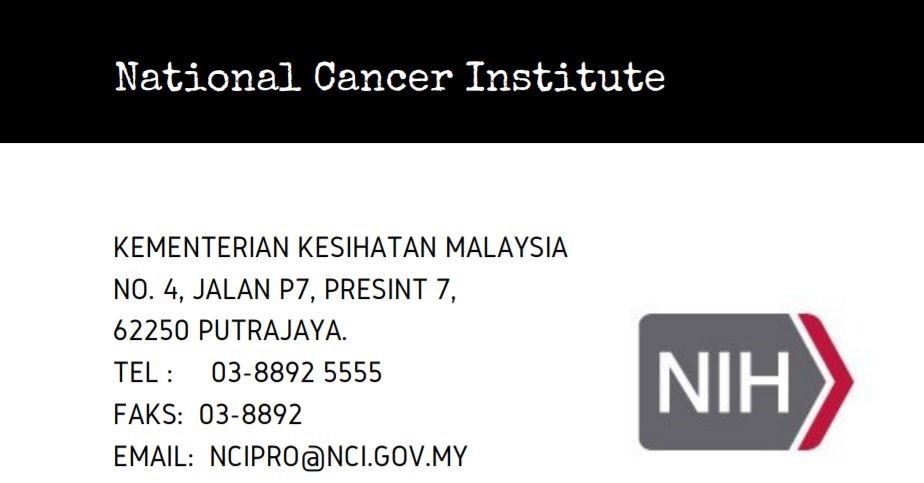 National Cancer Institute
KEMENTERIAN KESIHATAN MALAYSIA
NO. 4, JALAN P7, PRESINT 7,
62250 PUTRAJAYA.
TEL : 03-8892 5555
FAKS: 03-8892
EMAIL: NCIPRO@NCI.GOV.MY
NIH